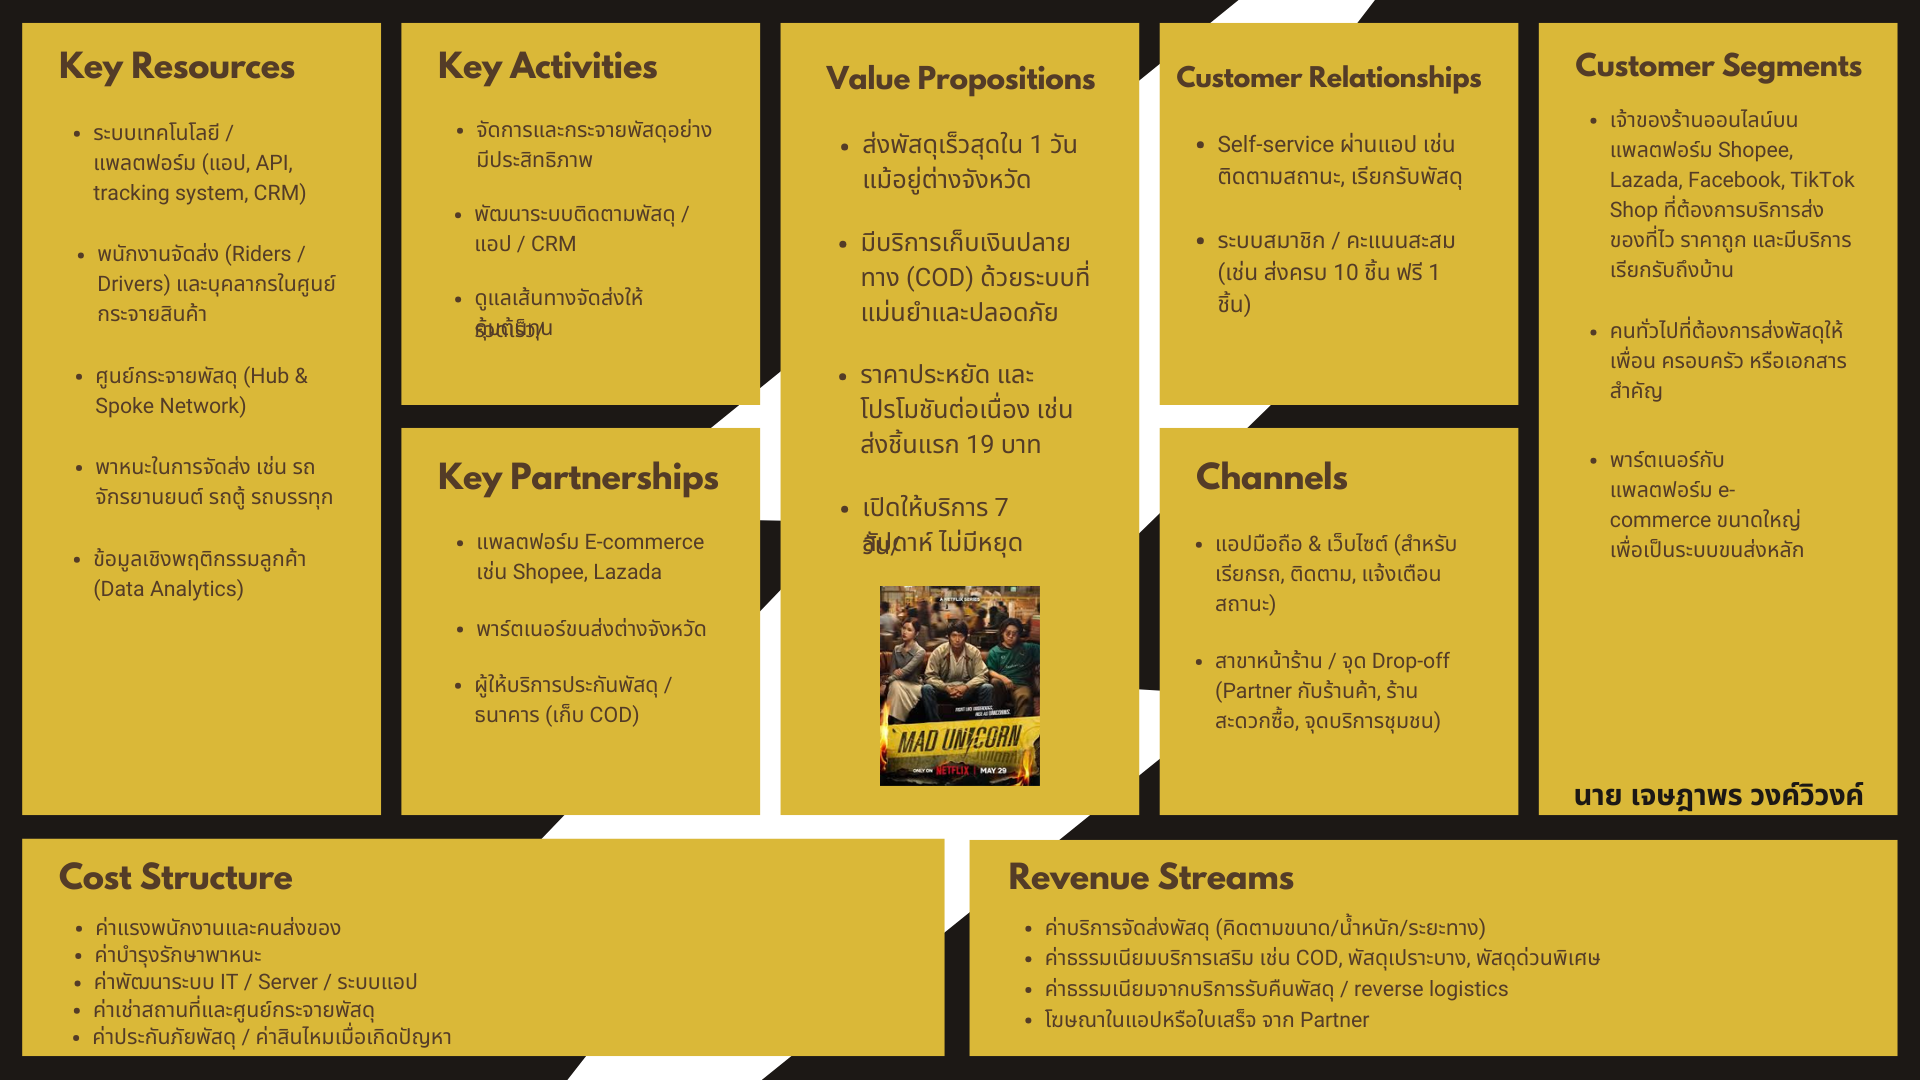 Key Resources
ระบบเทคโนโลยี /
แพลตฟอร์ม (แอป, API,
tracking system, CRM)
พนักงานจัดส่ง (Riders /
Drivers) และบุคลากรในศูนย์
กระจายสินค้า
ศูนย์กระจายพัสดุ (Hub &
Spoke Network)
พาหนะในการจัดส่ง เช่น รถ
จักรยานยนต์ รถตู้ รถบรรทุก
ข้อมูลเชิงพฤติกรรมลูกค้า
(Data Analytics)
Key Activities
จัดการและกระจายพัสดุอย่าง
มีประสิทธิภาพ
พัฒนาระบบติดตามพัสดุ /
แอป / CRM
ดูแลเส้นทางจัดส่งให้
รวดเร็ว/
คุ้มต้นทุน
Key Partnerships
แพลตฟอร์ม E-commerce
เช่น Shopee, Lazada
พาร์ตเนอร์ขนส่งต่างจังหวัด
ผู้ให้บริการประกันพัสดุ /
ธนาคาร (เก็บ COD)
Value Propositions
ส่งพัสดุเร็วสุดใน 1 วัน
แม้อยู่ต่างจังหวัด
มีบริการเก็บเงินปลาย
ทาง (COD) ด้วยระบบที่
แม่นยำและปลอดภัย
ราคาประหยัด และ
โปรโมชันต่อเนื่อง เช่น
ส่งชิ้นแรก 19 บาท
เปิดให้บริการ 7
วัน/
สัปดาห์ ไม่มีหยุด
A NETFLIX SERIES
FIGHT LIKE UNDERDOGS,
RISE AS UNICORNS.
MAD UNICORN
ONLY ON NETFLIX | MAY 29
Customer Relationships
Self-service ผ่านแอป เช่น
ติดตามสถานะ, เรียกรับพัสดุ
ระบบสมาชิก / คะแนนสะสม
(เช่น ส่งครบ 10 ชิ้น ฟรี 1
ชิ้น)
Channels
แอปมือถือ & เว็บไซต์ (สำหรับ
เรียกรถ, ติดตาม, แจ้งเตือน
สถานะ)
สาขาหน้าร้าน / จุด Drop-off
(Partner กับร้านค้า, ร้าน
สะดวกซื้อ, จุดบริการชุมชน)
Customer Segments
เจ้าของร้านออนไลน์บน
แพลตฟอร์ม Shopee,
Lazada, Facebook, TikTok
Shop ที่ต้องการบริการส่ง
ของที่ไว ราคาถูก และมีบริการ
เรียกรับถึงบ้าน
คนทั่วไปที่ต้องการส่งพัสดุให้
เพื่อน ครอบครัว หรือเอกสาร
สำคัญ
พาร์ตเนอร์กับ
แพลตฟอร์ม e-
commerce ขนาดใหญ่
เพื่อเป็นระบบขนส่งหลัก
นาย เจษฎาพร วงค์วิวงค์
Cost Structure
ค่าแรงพนักงานและคนส่งของ
ค่าบำรุงรักษาพาหนะ
ค่าพัฒนาระบบ IT / Server / ระบบแอป
ค่าเช่าสถานที่และศูนย์กระจายพัสดุ
ค่าประกันภัยพัสดุ / ค่าสินไหมเมื่อเกิดปัญหา
Revenue Streams
ค่าบริการจัดส่งพัสดุ (คิดตามขนาด/น้ำหนัก/ระยะทาง)
ค่าธรรมเนียมบริการเสริม เช่น COD, พัสดุเปราะบาง, พัสดุด่วนพิเศษ
ค่าธรรมเนียมจากบริการรับคืนพัสดุ / reverse logistics
โฆษณาในแอปหรือใบเสร็จ จาก Partner